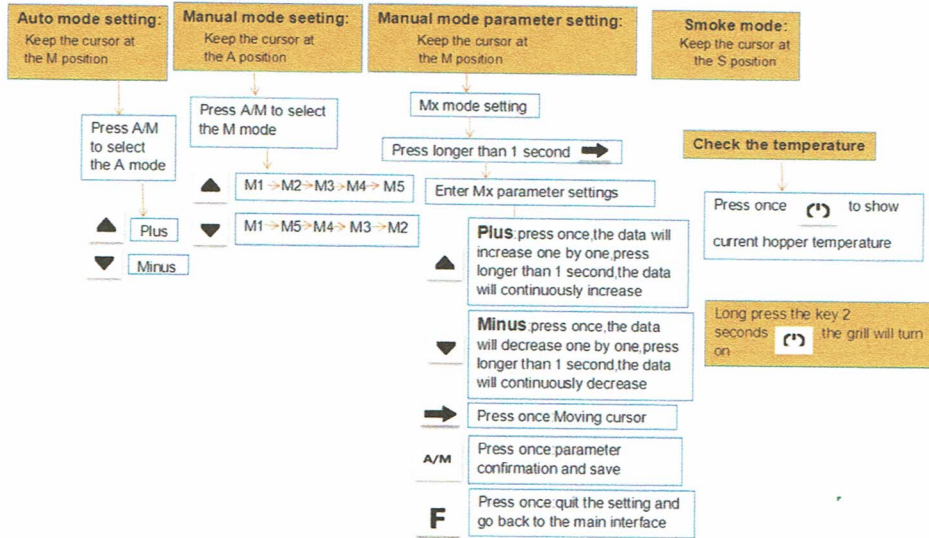 Auto mode setting:
Keep the cursor at
the M position
Press A/M
to select
the A mode
Plus
Minus
Manual mode seeting:
Keep the cursor at
the A position
Press A/M to select
the M mode
M1→M2→M3→M4→M5
M1→M5→M4→M3→M2
Manual mode parameter setting:
Keep the cursor at
the M position
Mx mode setting
Press longer than 1 second
Enter Mx parameter settings
Plus:press once,the data will
increase one by one,press
longer than 1 second,the data
will continuously increase
Minus:press once,the data
will decrease one by one,press
longer than 1 second,the data
will continuously decrease
Press once:Moving cursor
A/M
Press once:parameter
confirmation and save
F
Press once:quit the setting and
go back to the main interface
Smoke mode:
Keep the cursor at
the S position
Check the temperature
Press once to show
current hopper temperature
Long press the key 2
seconds the grill will turn
on